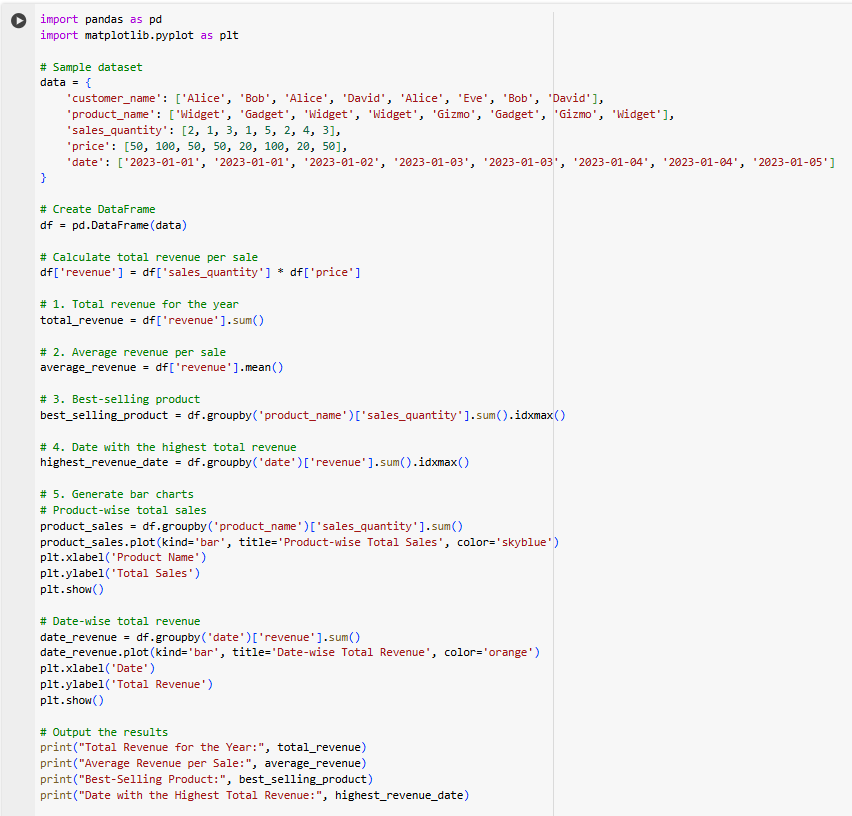 import pandas as pd
import matplotlib.pyplot as plt
# Sample dataset
data = {
    'customer_name': ['Alice', 'Bob', 'Alice', 'David', 'Alice', 'Eve', 'Bob', 'David'],
    'product_name': ['Widget', 'Gadget', 'Widget', 'Widget', 'Gizmo', 'Gadget', 'Gizmo', 'Widget'],
    'sales_quantity': [2, 1, 3, 1, 5, 2, 4, 3],
    'price': [50, 100, 50, 50, 20, 100, 20, 50],
    'date': ['2023-01-01', '2023-01-01', '2023-01-02', '2023-01-03', '2023-01-03', '2023-01-04', '2023-01-04', '2023-01-05']
}
# Create DataFrame
df = pd.DataFrame(data)
# Calculate total revenue per sale
df['revenue'] = df['sales_quantity'] * df['price']
# 1. Total revenue for the year
total_revenue = df['revenue'].sum()
# 2. Average revenue per sale
average_revenue = df['revenue'].mean()
# 3. Best-selling product
best_selling_product = df.groupby('product_name')['sales_quantity'].sum().idxmax()
# 4. Date with the highest total revenue
highest_revenue_date = df.groupby('date')['revenue'].sum().idxmax()
# 5. Generate bar charts
# Product-wise total sales
product_sales = df.groupby('product_name')['sales_quantity'].sum()
product_sales.plot(kind='bar', title='Product-wise Total Sales', color='skyblue')
plt.xlabel('Product Name')
plt.ylabel('Total Sales')
plt.show()
# Date-wise total revenue
date_revenue = df.groupby('date')['revenue'].sum()
date_revenue.plot(kind='bar', title='Date-wise Total Revenue', color='orange')
plt.xlabel('Date')
plt.ylabel('Total Revenue')
plt.show()
# Output the results
print("Total Revenue for the Year:", total_revenue)
print("Average Revenue per Sale:", average_revenue)
print("Best-Selling Product:", best_selling_product)
print("Date with the Highest Total Revenue:", highest_revenue_date)